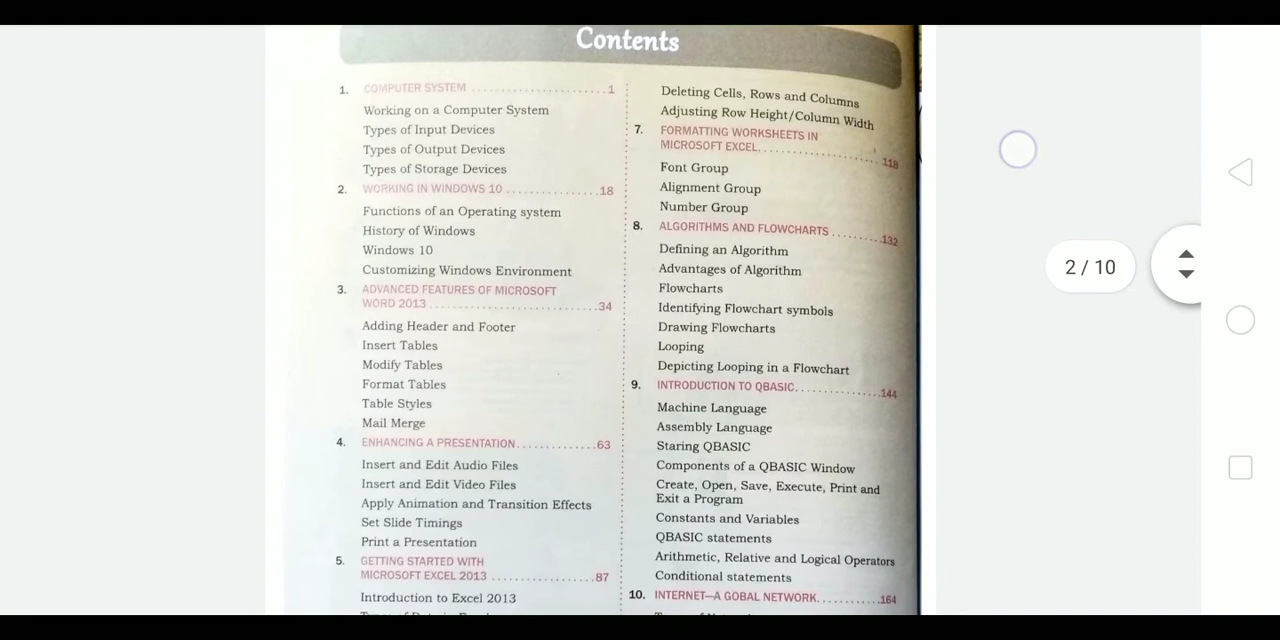 Contents
1. COMPUTER SYSTEM ............................1
Working on a Computer System
Types of Input Devices
Types of Output Devices
Types of Storage Devices
2. WORKING IN WINDOWS 10 ...................18
Functions of an Operating system
History of Windows
Windows 10
Customizing Windows Environment
3. ADVANCED FEATURES OF MICROSOFT
WORD 2013 ..................................34
Adding Header and Footer
Insert Tables
Modify Tables
Format Tables
Table Styles
Mail Merge
4. ENHANCING A PRESENTATION................63
Insert and Edit Audio Files
Insert and Edit Video Files
Apply Animation and Transition Effects
Set Slide Timings
Print a Presentation
5. GETTING STARTED WITH
MICROSOFT EXCEL 2013 .....................87
Introduction to Excel 2013
Deleting Cells, Rows and Columns
Adjusting Row Height/Column Width
7. FORMATTING WORKSHEETS IN
MICROSOFT EXCEL.........................118
Font Group
Alignment Group
Number Group
8. ALGORITHMS AND FLOWCHARTS ..........132
Defining an Algorithm
Advantages of Algorithm
Flowcharts
Identifying Flowchart symbols
Drawing Flowcharts
Looping
Depicting Looping in a Flowchart
9. INTRODUCTION TO QBASIC.................144
Machine Language
Assembly Language
Staring QBASIC
Components of a QBASIC Window
Create, Open, Save, Execute, Print and
Exit a Program
Constants and Variables
QBASIC statements
Arithmetic, Relative and Logical Operators
Conditional statements
10. INTERNET—A GOBAL NETWORK............164
2 / 10